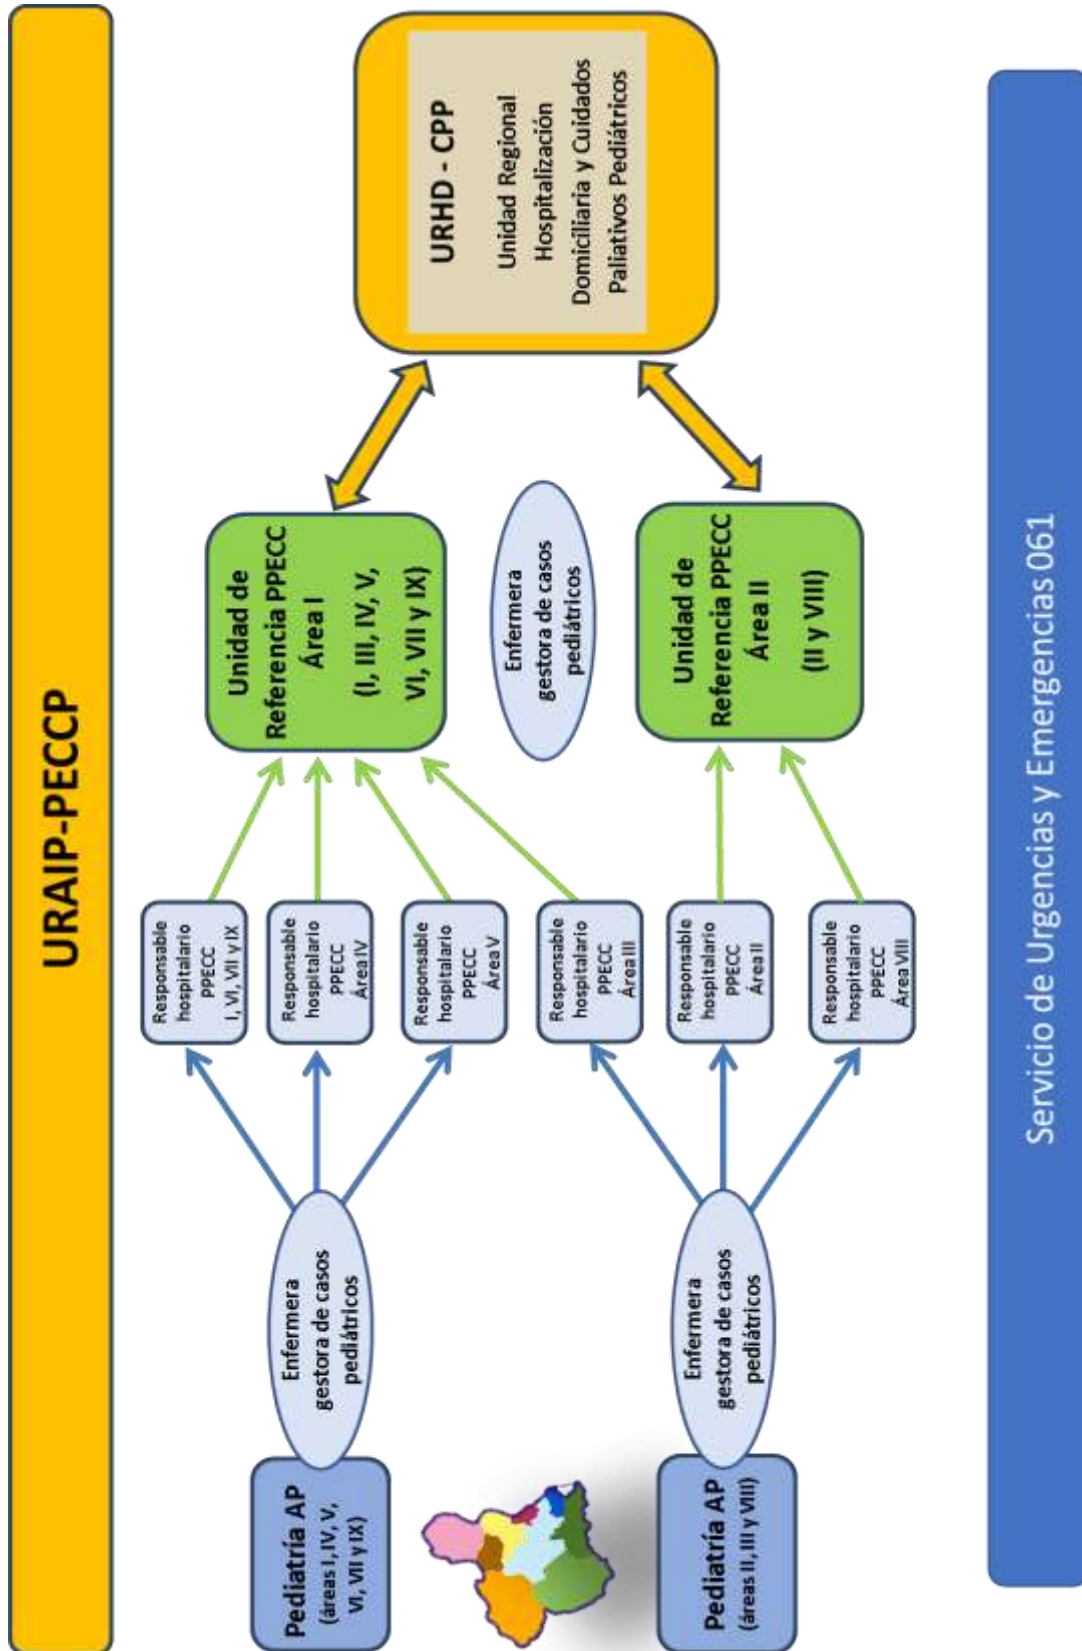 URAIP-PECCP
Pediatría AP
(áreas I, IV, V,
VI, VII y IX)
Enfermera
gestora de casos
pediátricos
Responsable
hospitalario
PPECC
I, VI, VII y IX
Responsable
hospitalario
PPECC
Área IV
Responsable
hospitalario
PPECC
Área V
Unidad de
Referencia PPECC
Área I
(I, III, IV, V,
VI, VII y IX)
Enfermera
gestora de casos
pediátricos
URHD - CPP
Unidad Regional
Hospitalización
Domiciliaria y Cuidados
Paliativos Pediátricos
Pediatría AP
(áreas II, III y VIII)
Enfermera
gestora de casos
pediátricos
Responsable
hospitalario
PPECC
Área III
Responsable
hospitalario
PPECC
Área II
Responsable
hospitalario
PPECC
Área VIII
Unidad de
Referencia PPECC
Área II
(II y VIII)
Servicio de Urgencias y Emergencias 061